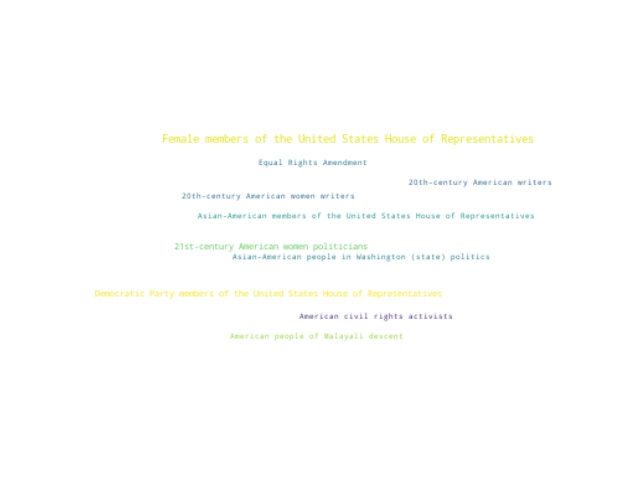 Female members of the United States House of Representatives
Equal Rights Amendment
20th-century American writers
20th-century American women writers
Asian-American members of the United States House of Representatives
21st-century American women politicians
Asian-American people in Washington (state) politics
Democratic Party members of the United States House of Representatives
American civil rights activists
American people of Malayali descent